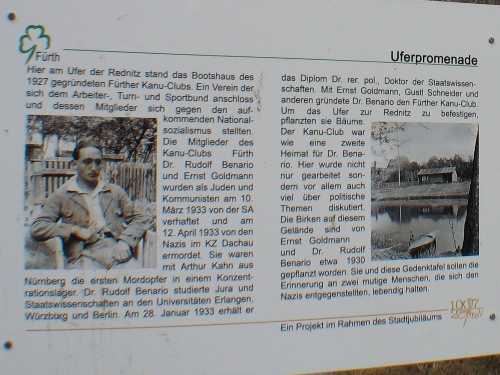 Fürth
Uferpromenade
Hier am Ufer der Rednitz stand das Bootshaus des
1927 gegründeten Fürther Kanu-Clubs. Ein Verein der
sich dem Arbeiter-, Turn- und Sportbund anschloss
und dessen Mitglieder sich gegen den auf-
kommenden National-
sozialismus stellten.
Die Mitglieder des
Kanu-Clubs Fürth
Dr. Rudolf Benario
und Ernst Goldmann
wurden als Juden und
Kommunisten am 10.
März 1933 von der SA
verhaftet und am
12. April 1933 von den
Nazis im KZ Dachau
ermordet. Sie waren
mit Arthur Kahn aus
Nürnberg die ersten Mordopfer in einem Konzent-
rationslager. Dr. Rudolf Benario studierte Jura und
Staatswissenschaften an den Universitäten Erlangen,
Würzburg und Berlin. Am 28. Januar 1933 erhält er
das Diplom Dr. rer. pol., Doktor der Staatswissen-
schaften. Mit Ernst Goldmann, Gustl Schneider und
anderen gründete Dr. Benario den Fürther Kanu-Club.
Um das Ufer zur Rednitz zu befestigen,
pflanzten sie Bäume.
Der Kanu-Club war
wie eine zweite
Heimat für Dr. Bena-
rio. Hier wurde nicht
nur gearbeitet son-
dern vor allem auch
viel über politische
Themen diskutiert.
Die Birken auf diesem
Gelände sind von
Ernst Goldmann
und Dr. Rudolf
Benario etwa 1930
gepflanzt worden. Sie und diese Gedenktafel sollen die
Erinnerung an zwei mutige Menschen, die sich den
Nazis entgegenstellten, lebendig halten.
Ein Projekt im Rahmen des Stadtjubiläums